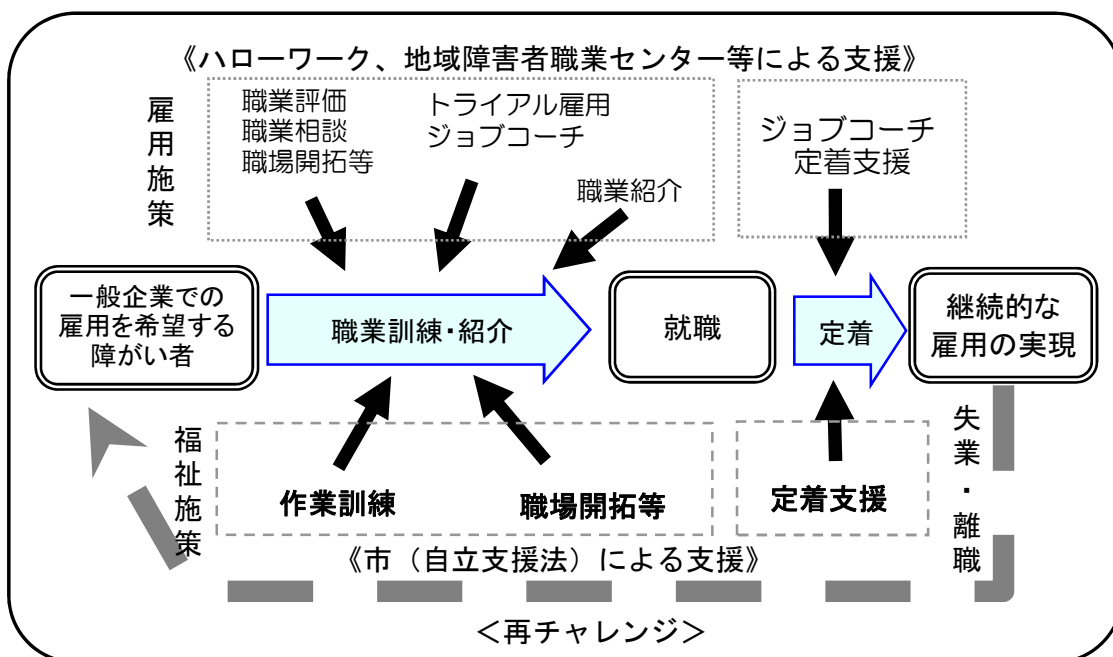 《ハローワーク、地域障害者職業センター等による支援》
雇用施策
職業評価
職業相談
職場開拓等
トライアル雇用
ジョブコーチ
職業紹介
ジョブコーチ
定着支援
一般企業での
雇用を希望する
障がい者
職業訓練・紹介
就職
定着
継続的な
雇用の実現
福祉施策
作業訓練
職場開拓等
定着支援
失業・離職
《市（自立支援法）による支援》
＜再チャレンジ＞